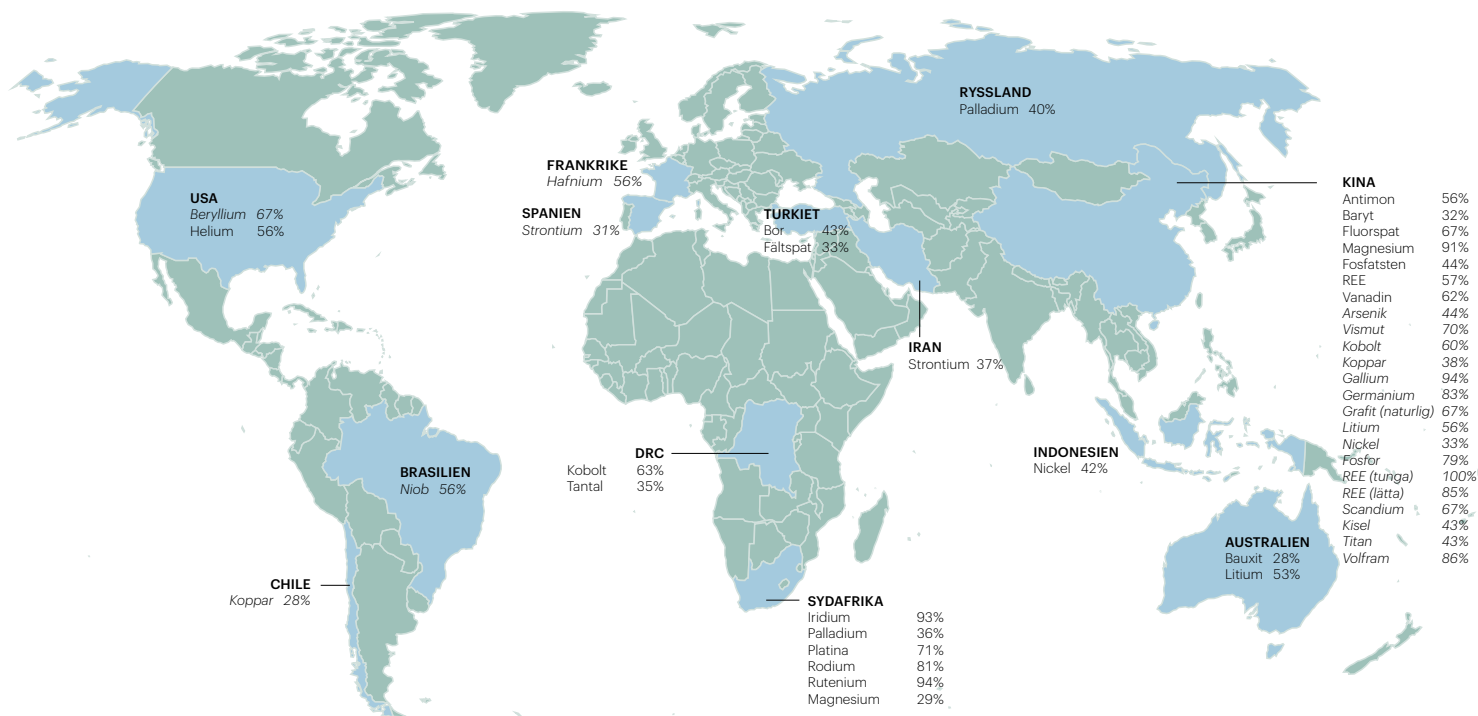 RYSSLAND
Palladium 40%
FRANKRIKE
Hafnium 56%
SPANIEN
Strontium 31%
TURKIET
Bor 43%
Fältspat 33%
USA
Beryllium 67%
Helium 56%
KINA
Antimon 56%
Baryt 32%
Fluorspat 67%
Magnesium 91%
Fosfatsten 44%
REE 57%
Vanadin 62%
Arsenik 44%
Vismut 70%
Kobolt 60%
Koppar 38%
Gallium 94%
Germanium 83%
Grafit (naturlig) 67%
Litium 56%
Nickel 33%
Fosfor 79%
REE (tunga) 100%
REE (lätta) 85%
Scandium 67%
Kisel 43%
Titan 43%
Volfram 86%
IRAN
Strontium 37%
DRC
Kobolt 63%
Tantal 35%
INDONESIEN
Nickel 42%
BRASILIEN
Niob 56%
AUSTRALIEN
Bauxit 28%
Litium 53%
CHILE
Koppar 28%
SYDAFRIKA
Iridium 93%
Palladium 36%
Platina 71%
Rodium 81%
Rutenium 94%
Magnesium 29%